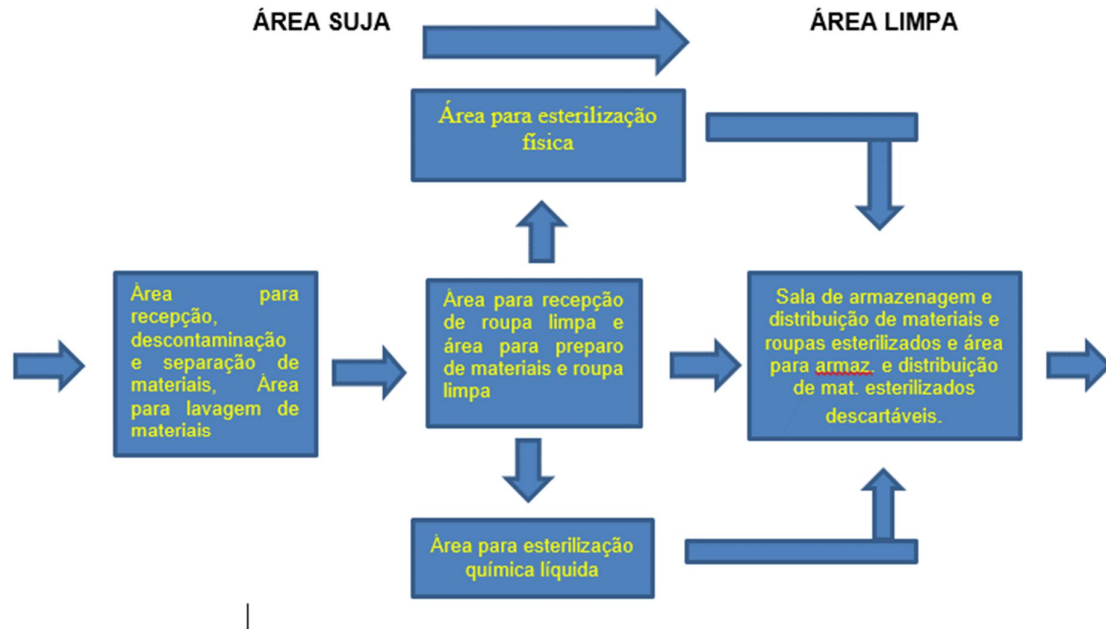 ÁREA SUJA
ÁREA LIMPA
Área para esterilização
física
Área para
recepção,
descontaminação
e separação de
materiais, Área
para lavagem de
materiais
Área para recepção
de roupa limpa e
área para preparo
de materiais e roupa
limpa
Sala de armazenagem e
distribuição de materiais e
roupas esterilizados e área
para armaz. e distribuição
de mat. esterilizados
descartáveis.
Área para esterilização
química líquida